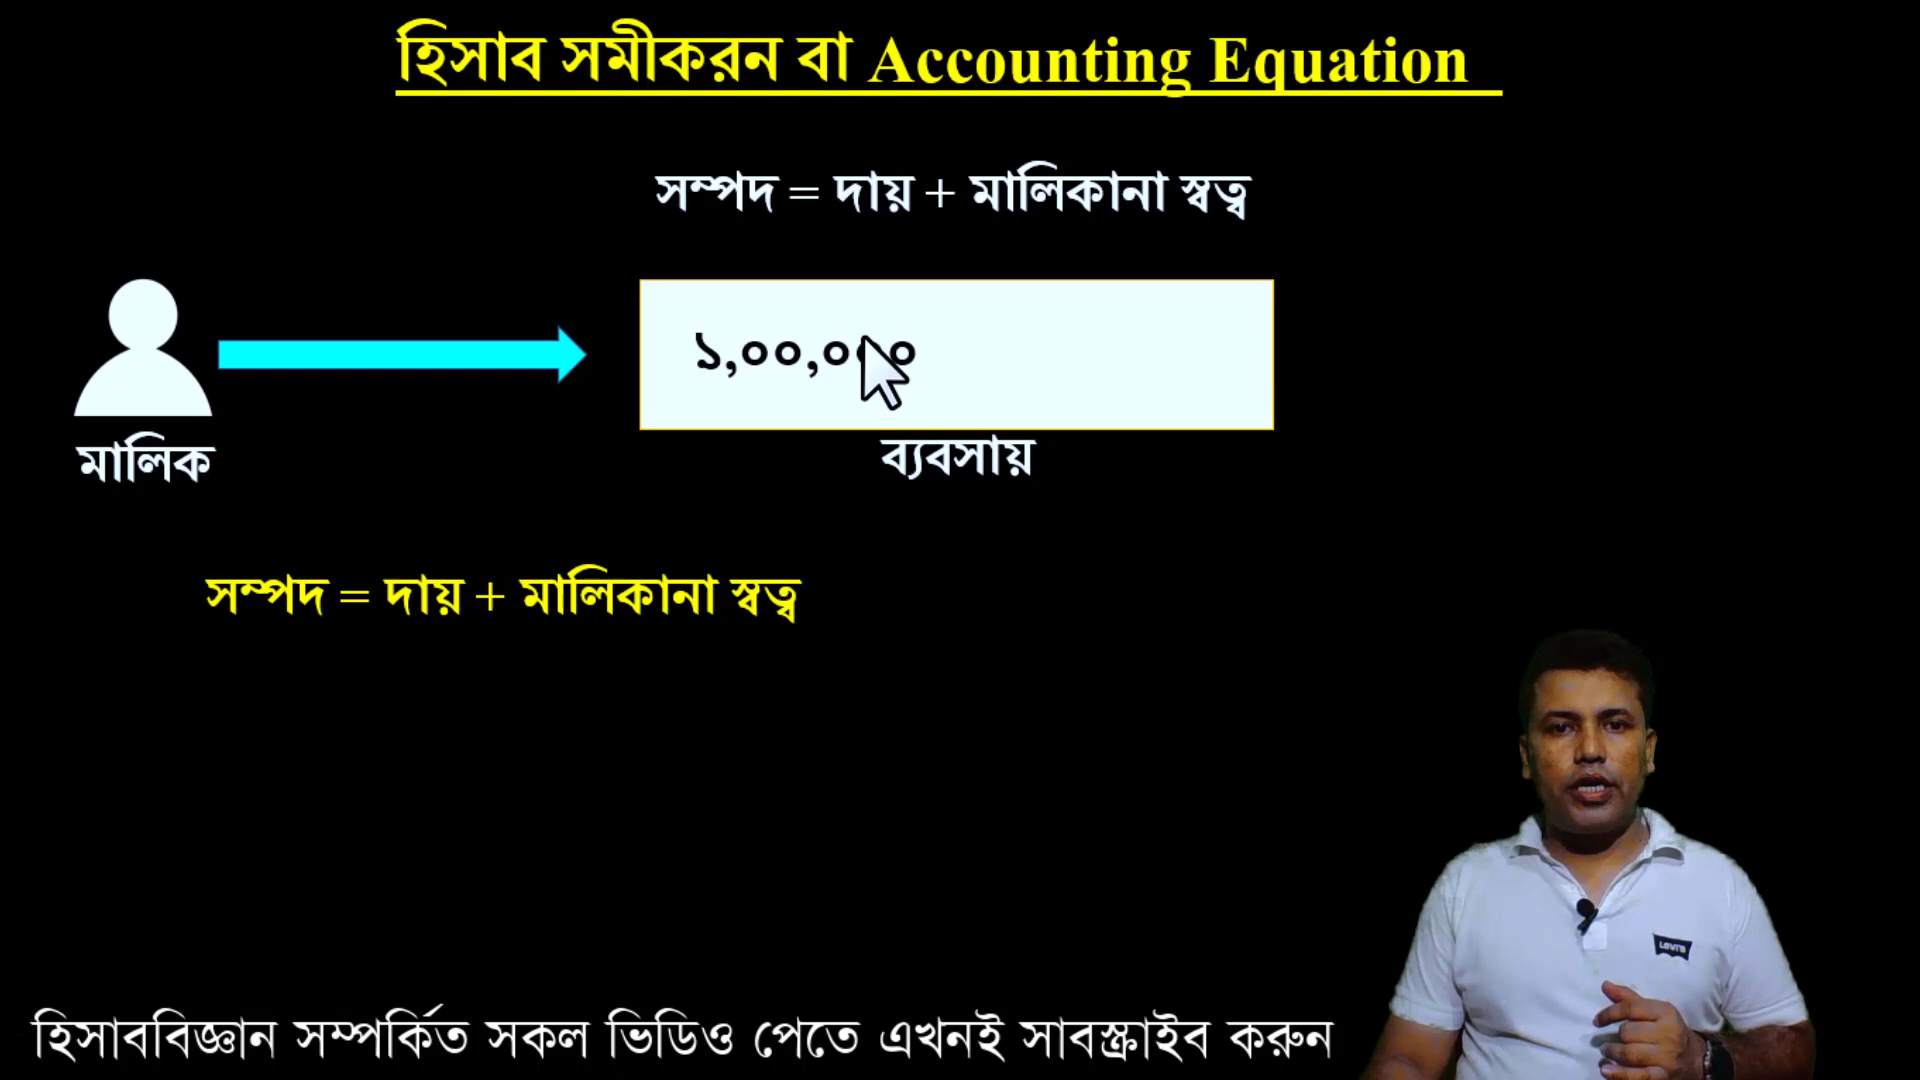 হিসাব সমীকরন বা Accounting Equation
সম্পদ = দায় + মালিকানা স্বত্ব
১,০০,০০০
মালিক
ব্যবসায়
সম্পদ = দায় + মালিকানা স্বত্ব
Levi's
হিসাববিজ্ঞান সম্পর্কিত সকল ভিডিও পেতে এখনই সাবস্ক্রাইব করুন